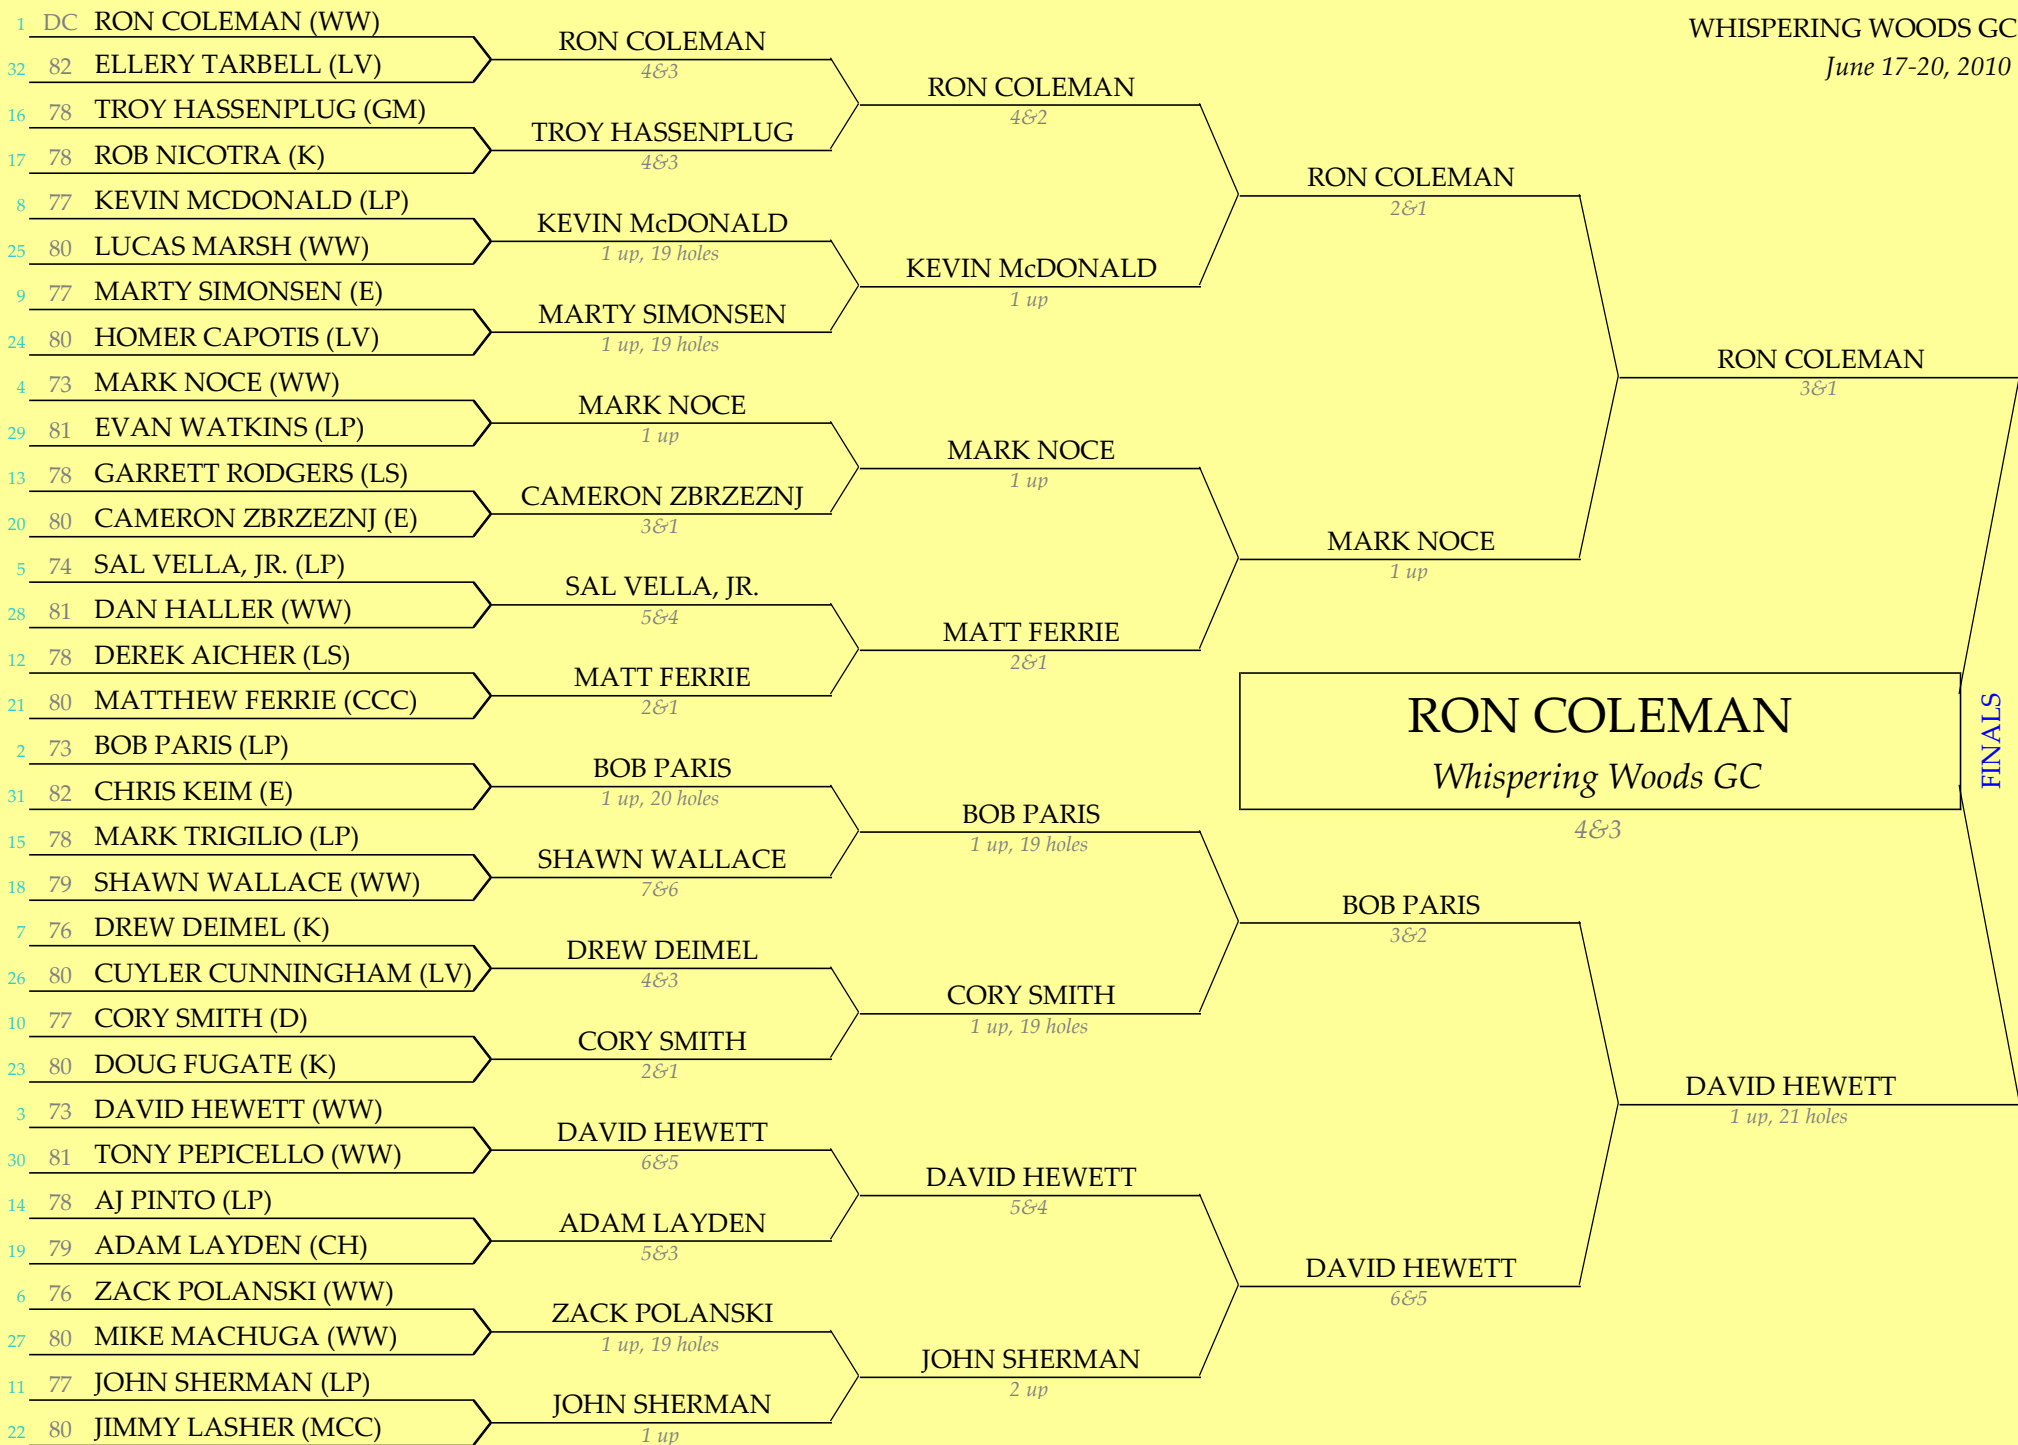 WHISPERING WOODS GC
June 17-20, 2010
1 DC RON COLEMAN (WW)
32 82 ELLERY TARBELL (LV)
16 78 TROY HASSENPLUG (GM)
17 78 ROB NICOTRA (K)
8 77 KEVIN MCDONALD (LP)
25 80 LUCAS MARSH (WW)
9 77 MARTY SIMONSEN (E)
24 80 HOMER CAPOTIS (LV)
4 73 MARK NOCE (WW)
29 81 EVAN WATKINS (LP)
13 78 GARRETT RODGERS (LS)
20 80 CAMERON ZBRZEZNJ (E)
5 74 SAL VELLA, JR. (LP)
28 81 DAN HALLER (WW)
12 78 DEREK AICHER (LS)
21 80 MATTHEW FERRIE (CCC)
2 73 BOB PARIS (LP)
31 82 CHRIS KEIM (E)
15 78 MARK TRIGILIO (LP)
18 79 SHAWN WALLACE (WW)
7 76 DREW DEIMEL (K)
26 80 CUYLER CUNNINGHAM (LV)
10 77 CORY SMITH (D)
23 80 DOUG FUGATE (K)
3 73 DAVID HEWETT (WW)
30 81 TONY PEPICELLO (WW)
14 78 AJ PINTO (LP)
19 79 ADAM LAYDEN (CH)
6 76 ZACK POLANSKI (WW)
27 80 MIKE MACHUGA (WW)
11 77 JOHN SHERMAN (LP)
22 80 JIMMY LASHER (MCC)
RON COLEMAN
4&3
TROY HASSENPLUG
4&3
KEVIN McDONALD
1 up, 19 holes
MARTY SIMONSEN
1 up, 19 holes
MARK NOCE
1 up
CAMERON ZBRZEZNJ
3&1
SAL VELLA, JR.
5&4
MATT FERRIE
2&1
BOB PARIS
1 up, 20 holes
SHAWN WALLACE
7&6
DREW DEIMEL
4&3
CORY SMITH
2&1
DAVID HEWETT
6&5
ADAM LAYDEN
5&3
ZACK POLANSKI
1 up, 19 holes
JOHN SHERMAN
1 up
RON COLEMAN
4&2
KEVIN McDONALD
1 up
MARK NOCE
1 up
MATT FERRIE
2&1
BOB PARIS
1 up, 19 holes
CORY SMITH
1 up, 19 holes
DAVID HEWETT
5&4
JOHN SHERMAN
2 up
RON COLEMAN
2&1
MARK NOCE
1 up
BOB PARIS
3&2
DAVID HEWETT
6&5
RON COLEMAN
3&1
DAVID HEWETT
1 up, 21 holes
RON COLEMAN
Whispering Woods GC
4&3
FINALS